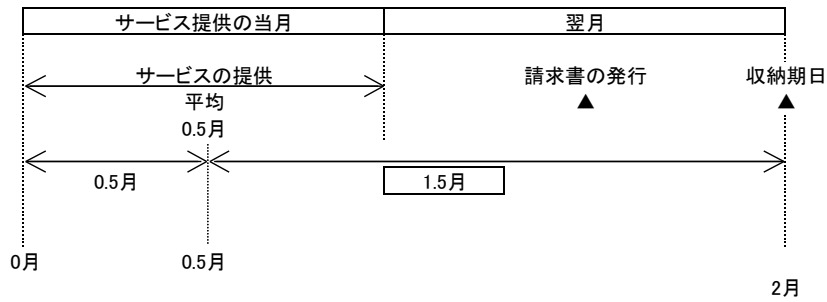 サービス提供の当月 翌月
サービスの提供 請求書の発行 収納期日
平均 ▲ ▲
0.5月
0.5月 1.5月
0月 0.5月
2月